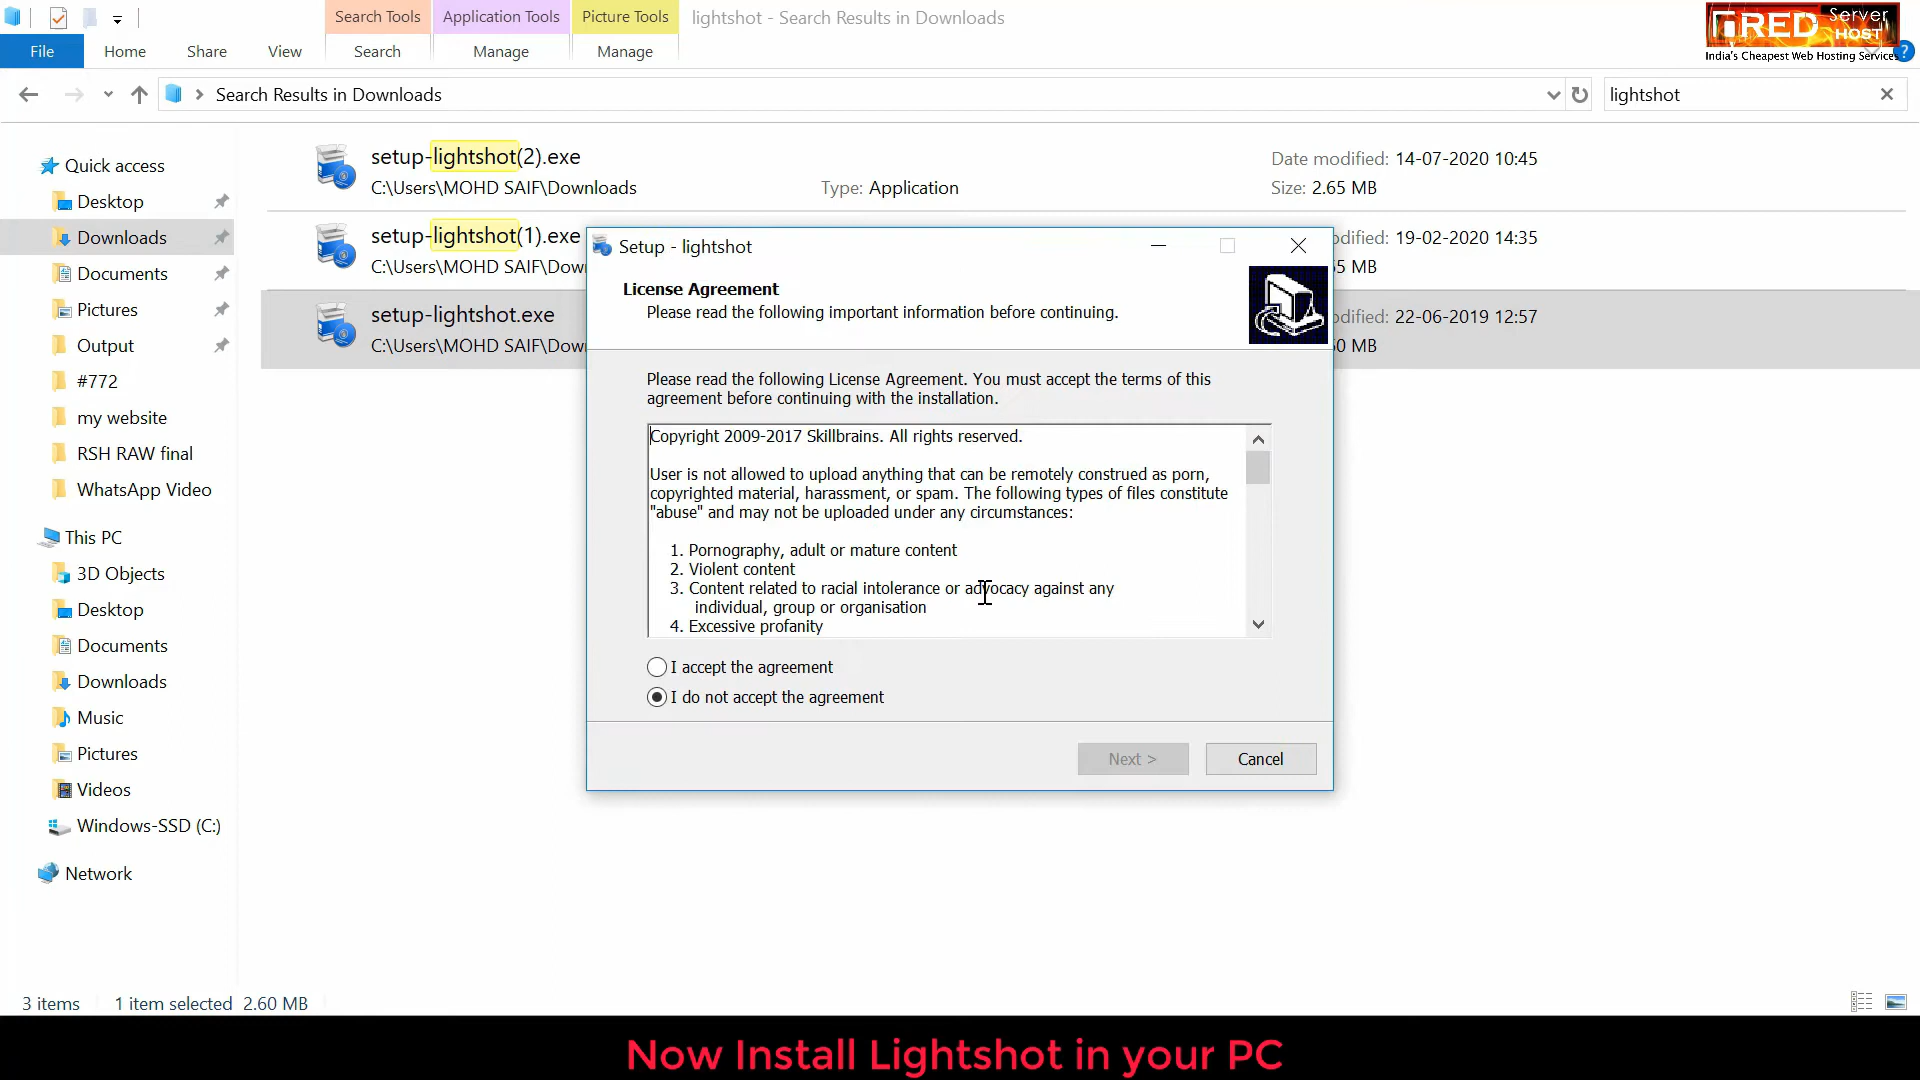 Search Tools
Application Tools
Picture Tools
lightshot - Search Results in Downloads
RED Server HOST
India's Cheapest Web Hosting Services
File
Home
Share
View
Search
Manage
Manage
?
Search Results in Downloads
lightshot
Quick access
Desktop
Downloads
Documents
Pictures
Output
#772
my website
RSH RAW final
WhatsApp Video
This PC
3D Objects
Desktop
Documents
Downloads
Music
Pictures
Videos
Windows-SSD (C:)
Network
setup-lightshot(2).exe
C:\Users\MOHD SAIF\Downloads
Type: Application
Date modified: 14-07-2020 10:45
Size: 2.65 MB
setup-lightshot(1).exe
C:\Users\MOHD SAIF\Dow
odified: 19-02-2020 14:35
65 MB
setup-lightshot.exe
C:\Users\MOHD SAIF\Dow
odified: 22-06-2019 12:57
60 MB
Setup - lightshot
License Agreement
Please read the following important information before continuing.
Please read the following License Agreement. You must accept the terms of this
agreement before continuing with the installation.
Copyright 2009-2017 Skillbrains. All rights reserved.
User is not allowed to upload anything that can be remotely construed as porn,
copyrighted material, harassment, or spam. The following types of files constitute
"abuse" and may not be uploaded under any circumstances:
1. Pornography, adult or mature content
2. Violent content
3. Content related to racial intolerance or advocacy against any
individual, group or organisation
4. Excessive profanity
I accept the agreement
I do not accept the agreement
Next >
Cancel
3 items
1 item selected 2.60 MB
Now Install Lightshot in your PC